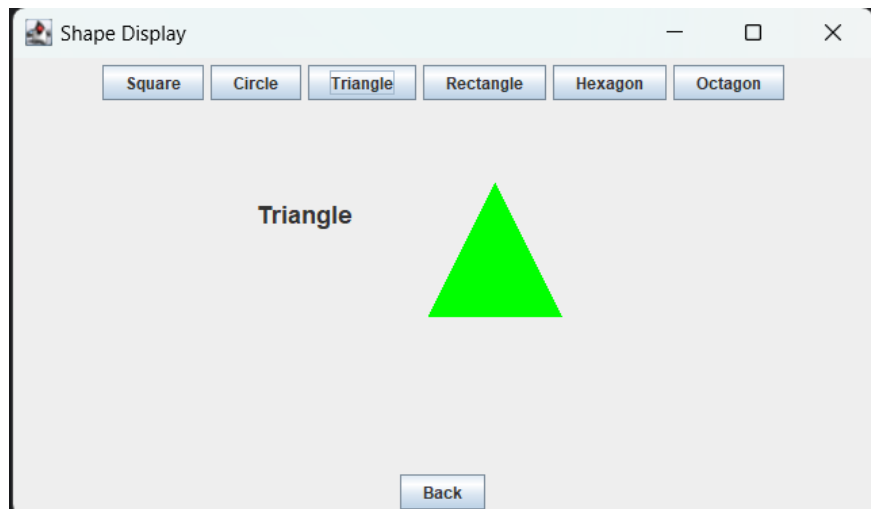 Shape Display
Square Circle Triangle Rectangle Hexagon Octagon
Triangle
Back